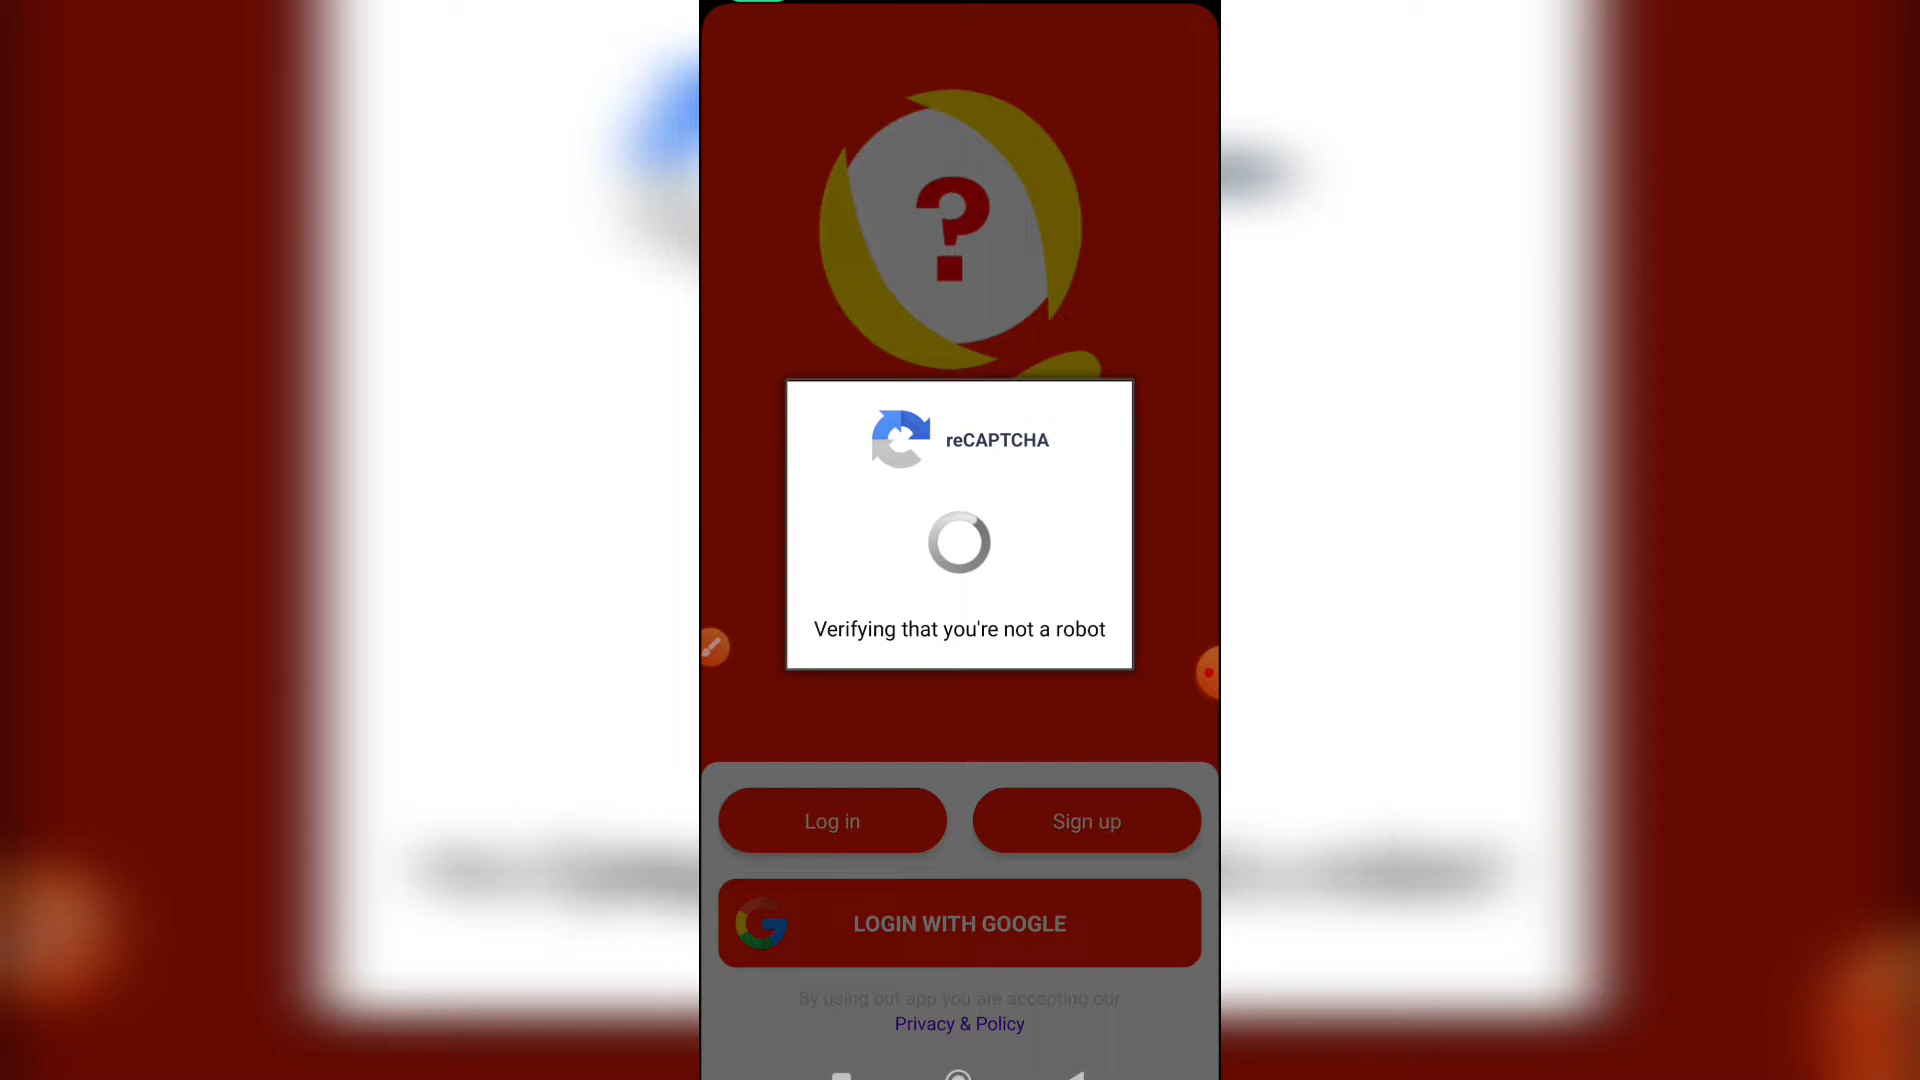 ?
reCAPTCHA
Verifying that you're not a robot
Log in
Sign up
LOGIN WITH GOOGLE
By using out app you are accepting our
Privacy & Policy